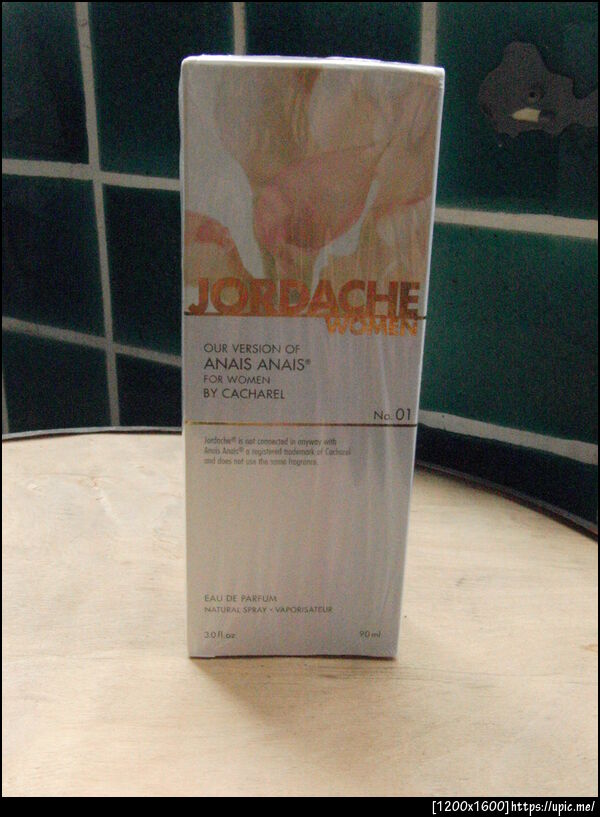 JORDACHE
WOMEN
OUR VERSION OF
ANAIS ANAIS®
FOR WOMEN
BY CACHAREL
No. 01
Jordache® is not connected in anyway with
Anais Anais® a registered trademark of Cacharel
and does not use the same fragrance.
EAU DE PARFUM
NATURAL SPRAY • VAPORISATEUR
3.0 fl.oz 90 ml
[1200x1600]https://upic.me/